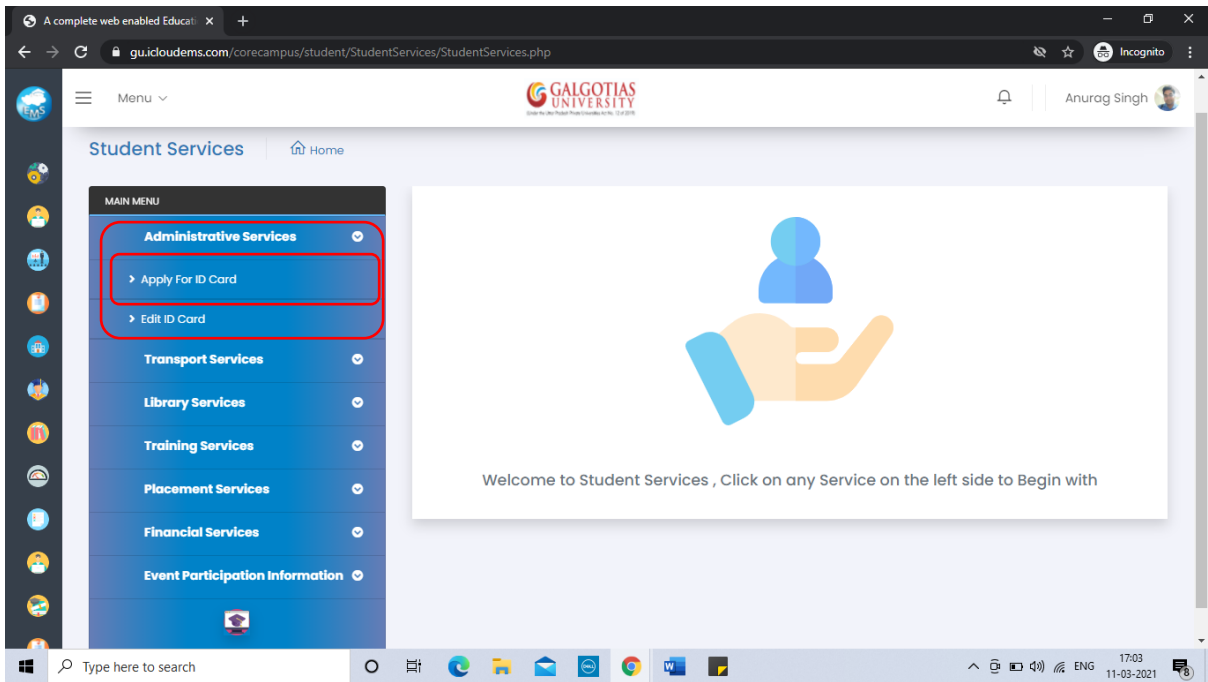 A complete web enabled Educati
gu.icloudems.com/corecampus/student/StudentServices/StudentServices.php
Incognito
EMS
Menu
GALGOTIAS
UNIVERSITY
Anurag Singh
Student Services
Home
MAIN MENU
Administrative Services
Apply For ID Card
Edit ID Card
Transport Services
Library Services
Training Services
Placement Services
Financial Services
Event Participation Information
Welcome to Student Services , Click on any Service on the left side to Begin with
Type here to search
DELL
W
ENG
17:03
11-03-2021
8